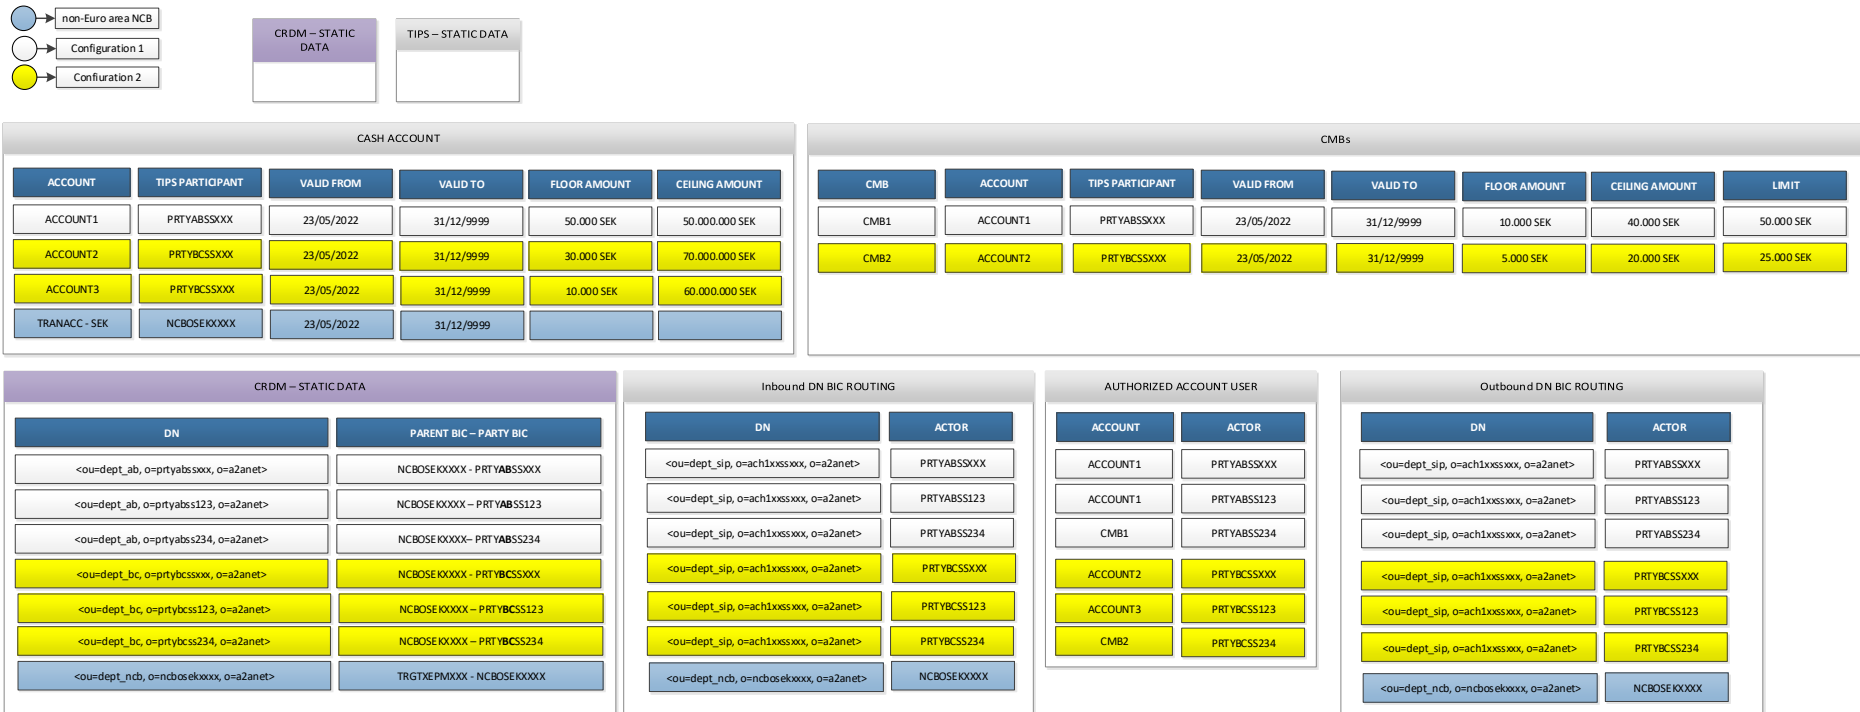 non-Euro area NCB
Configuration 1
Confiuration 2
CRDM – STATIC
DATA
TIPS – STATIC DATA
CASH ACCOUNT
ACCOUNT TIPS PARTICIPANT VALID FROM VALID TO FLOOR AMOUNT CEILING AMOUNT
ACCOUNT1 PRTYABSSXXX 23/05/2022 31/12/9999 50.000 SEK 50.000.000 SEK
ACCOUNT2 PRTYBCSSXXX 23/05/2022 31/12/9999 30.000 SEK 70.000.000 SEK
ACCOUNT3 PRTYBCSSXXX 23/05/2022 31/12/9999 10.000 SEK 60.000.000 SEK
TRANACC - SEK NCBOSEKXXXX 23/05/2022 31/12/9999
CMBs
CMB ACCOUNT TIPS PARTICIPANT VALID FROM VALID TO FLOOR AMOUNT CEILING AMOUNT LIMIT
CMB1 ACCOUNT1 PRTYABSSXXX 23/05/2022 31/12/9999 10.000 SEK 40.000 SEK 50.000 SEK
CMB2 ACCOUNT2 PRTYBCSSXXX 23/05/2022 31/12/9999 5.000 SEK 20.000 SEK 25.000 SEK
CRDM – STATIC DATA
DN PARENT BIC – PARTY BIC
<ou=dept_ab, o=prtyabssxxx, o=a2anet> NCBOSEKXXXX - PRTYABSSXXX
<ou=dept_ab, o=prtyabss123, o=a2anet> NCBOSEKXXXX – PRTYABSS123
<ou=dept_ab, o=prtyabss234, o=a2anet> NCBOSEKXXXX– PRTYABSS234
<ou=dept_bc, o=prtybcssxxx, o=a2anet> NCBOSEKXXXX - PRTYBCSSXXX
<ou=dept_bc, o=prtybcss123, o=a2anet> NCBOSEKXXXX – PRTYBCSS123
<ou=dept_bc, o=prtybcss234, o=a2anet> NCBOSEKXXXX – PRTYBCSS234
<ou=dept_ncb, o=ncbosekxxxx, o=a2anet> TRGTXEPMXXX - NCBOSEKXXXX
Inbound DN BIC ROUTING
DN ACTOR
<ou=dept_sip, o=ach1xxssxxx, o=a2anet> PRTYABSSXXX
<ou=dept_sip, o=ach1xxssxxx, o=a2anet> PRTYABSS123
<ou=dept_sip, o=ach1xxssxxx, o=a2anet> PRTYABSS234
<ou=dept_sip, o=ach1xxssxxx, o=a2anet> PRTYBCSSXXX
<ou=dept_sip, o=ach1xxssxxx, o=a2anet> PRTYBCSS123
<ou=dept_sip, o=ach1xxssxxx, o=a2anet> PRTYBCSS234
<ou=dept_ncb, o=ncbosekxxxx, o=a2anet> NCBOSEKXXXX
AUTHORIZED ACCOUNT USER
ACCOUNT ACTOR
ACCOUNT1 PRTYABSSXXX
ACCOUNT1 PRTYABSS123
CMB1 PRTYABSS234
ACCOUNT2 PRTYBCSSXXX
ACCOUNT3 PRTYBCSS123
CMB2 PRTYBCSS234
Outbound DN BIC ROUTING
DN ACTOR
<ou=dept_sip, o=ach1xxssxxx, o=a2anet> PRTYABSSXXX
<ou=dept_sip, o=ach1xxssxxx, o=a2anet> PRTYABSS123
<ou=dept_sip, o=ach1xxssxxx, o=a2anet> PRTYABSS234
<ou=dept_sip, o=ach1xxssxxx, o=a2anet> PRTYBCSSXXX
<ou=dept_sip, o=ach1xxssxxx, o=a2anet> PRTYBCSS123
<ou=dept_sip, o=ach1xxssxxx, o=a2anet> PRTYBCSS234
<ou=dept_ncb, o=ncbosekxxxx, o=a2anet> NCBOSEKXXXX